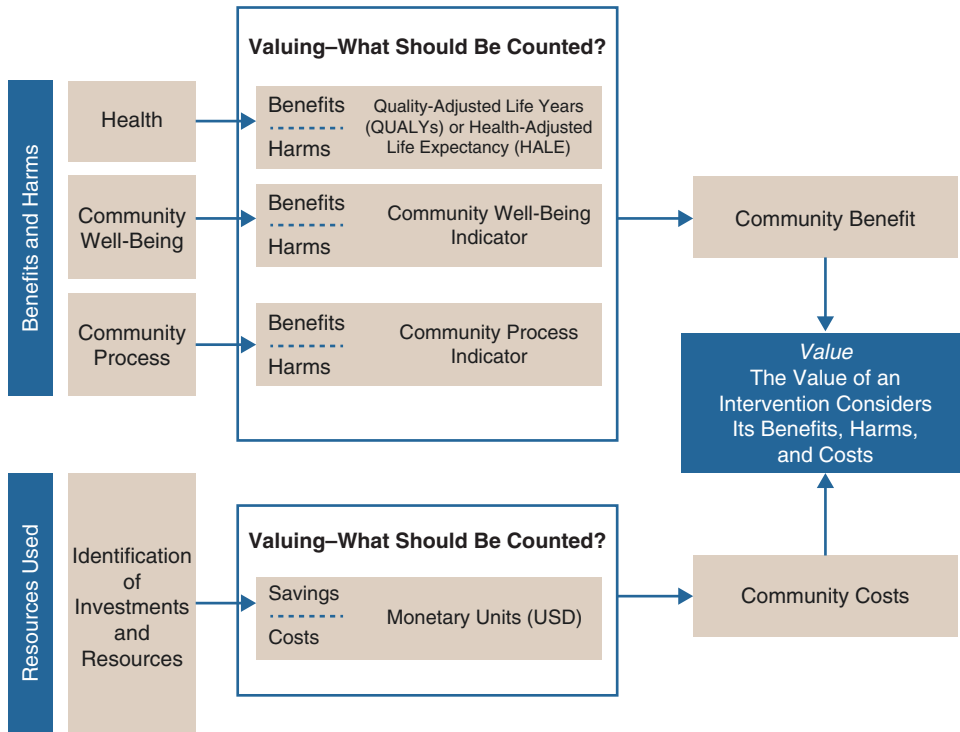 Benefits and Harms
Health
Community
Well-Being
Community
Process
Valuing–What Should Be Counted?
Benefits
Harms
Quality-Adjusted Life Years
(QUALYs) or Health-Adjusted
Life Expectancy (HALE)
Benefits
Harms
Community Well-Being
Indicator
Benefits
Harms
Community Process
Indicator
Community Benefit
Value
The Value of an
Intervention Considers
Its Benefits, Harms,
and Costs
Resources Used
Identification
of
Investments
and
Resources
Valuing–What Should Be Counted?
Savings
Costs
Monetary Units (USD)
Community Costs